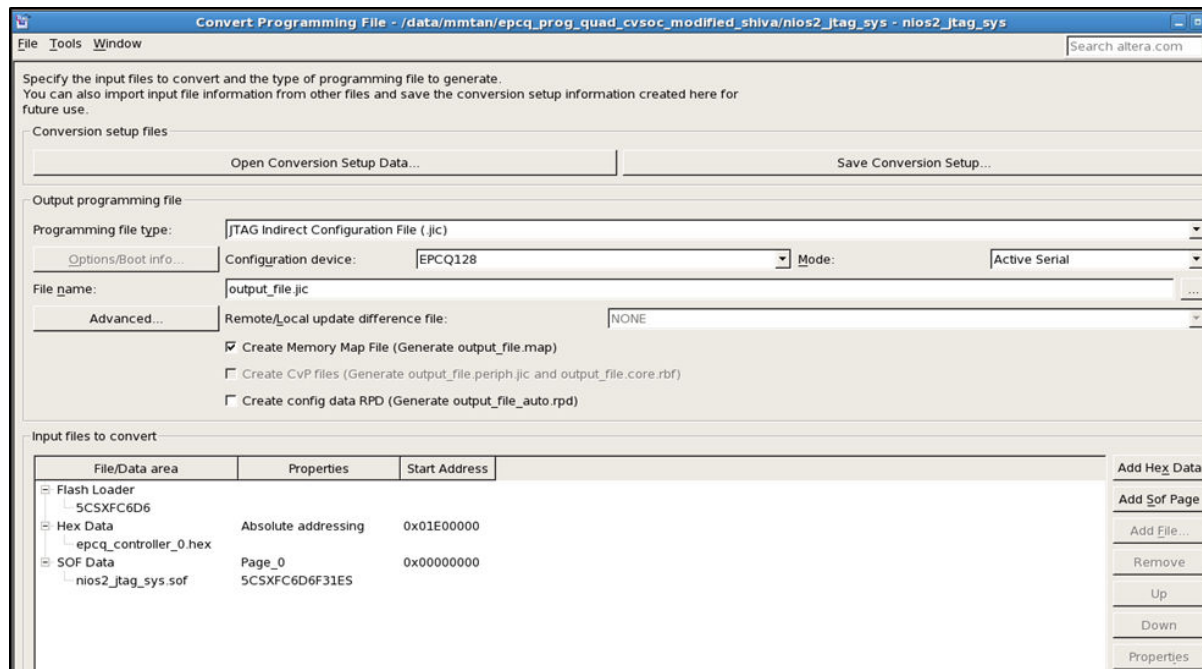 Convert Programming File - /data/mmtan/epcq_prog_quad_cvsoc_modified_shiva/nios2_jtag_sys - nios2_jtag_sys
File Tools Window
Search altera.com
Specify the input files to convert and the type of programming file to generate.
You can also import input file information from other files and save the conversion setup information created here for
future use.
Conversion setup files
Open Conversion Setup Data... Save Conversion Setup...
Output programming file
Programming file type: JTAG Indirect Configuration File (.jic)
Options/Boot info... Configuration device: EPCQ128 Mode: Active Serial
File name: output_file.jic ...
Advanced... Remote/Local update difference file: NONE
Create Memory Map File (Generate output_file.map)
Create CvP files (Generate output_file.periph.jic and output_file.core.rbf)
Create config data RPD (Generate output_file_auto.rpd)
Input files to convert
File/Data area Properties Start Address
Add Hex Data
Flash Loader
5CSXFC6D6
Add Sof Page
Hex Data Absolute addressing 0x01E00000
Add File...
epcq_controller_0.hex
SOF Data Page_0 0x00000000
Remove
nios2_jtag_sys.sof 5CSXFC6D6F31ES
Up
Down
Properties